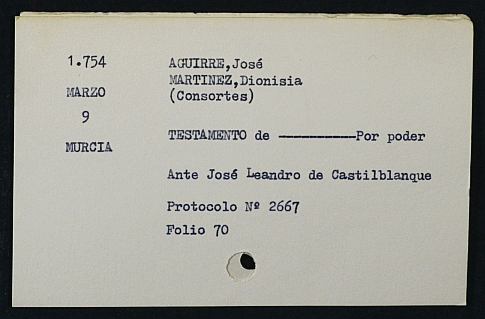 1.754
MARZO
9
MURCIA
AGUIRRE,José
MARTINEZ,Dionisia
(Consortes)
TESTAMENTO de ----------Por poder
Ante José Leandro de Castilblanque
Protocolo Nº 2667
Folio 70